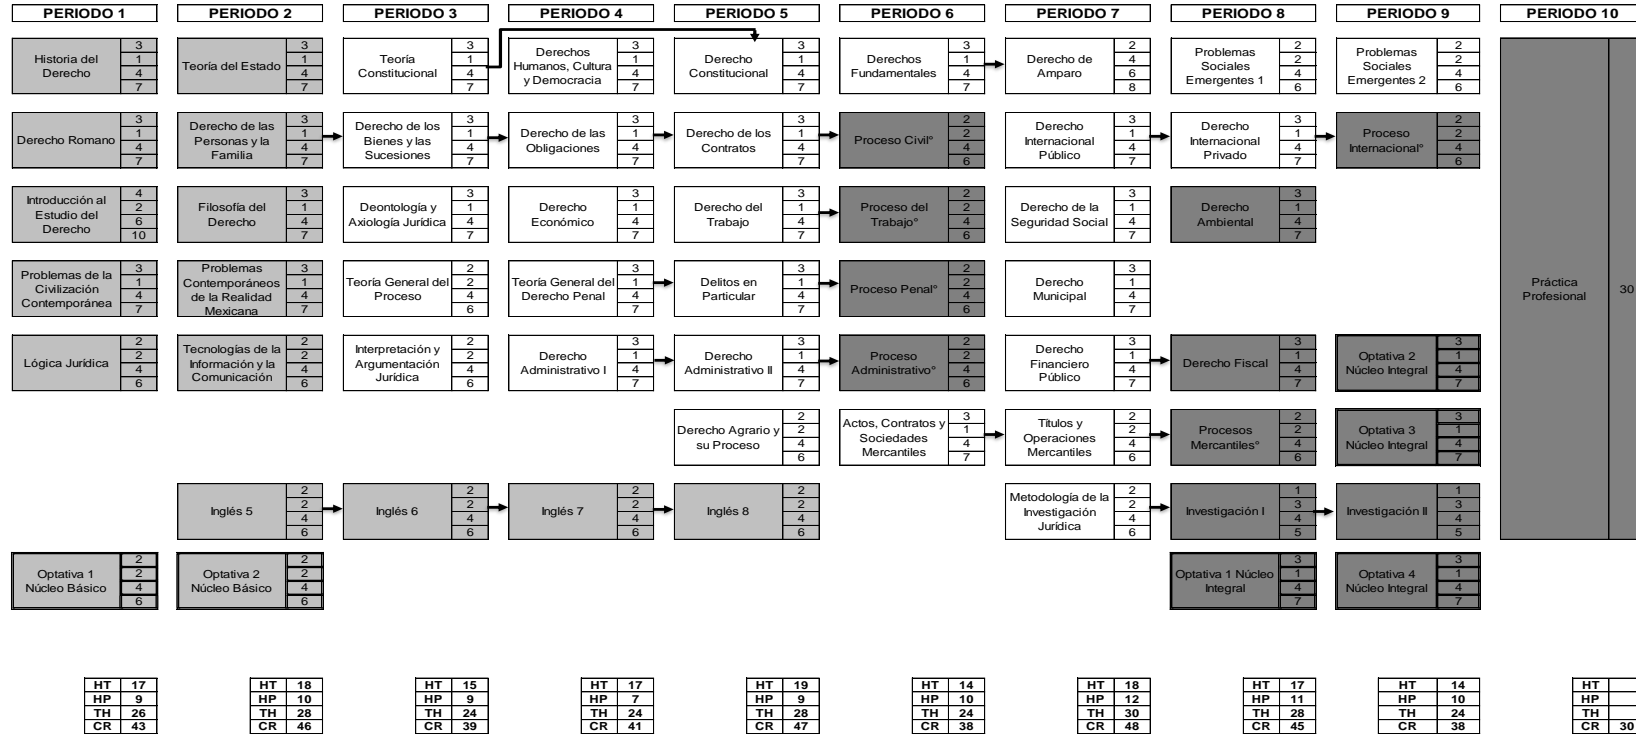 PERIODO 1 PERIODO 2 PERIODO 3 PERIODO 4 PERIODO 5 PERIODO 6 PERIODO 7 PERIODO 8 PERIODO 9 PERIODO 10
Historia del
Derecho
3
1
4
7
Teoría del Estado
3
1
4
7
Teoría
Constitucional
3
1
4
7
Derechos
Humanos, Cultura
y Democracia
3
1
4
7
Derecho
Constitucional
3
1
4
7
Derechos
Fundamentales
3
1
4
7
Derecho de
Amparo
2
4
6
8
Problemas
Sociales
Emergentes 1
2
2
4
6
Problemas
Sociales
Emergentes 2
2
2
4
6
Derecho Romano
3
1
4
7
Derecho de las
Personas y la
Familia
3
1
4
7
Derecho de los
Bienes y las
Sucesiones
3
1
4
7
Derecho de las
Obligaciones
3
1
4
7
Derecho de los
Contratos
3
1
4
7
Proceso Civil°
2
2
4
6
Derecho
Internacional
Público
3
1
4
7
Derecho
Internacional
Privado
3
1
4
7
Proceso
Internacional°
2
2
4
6
Introducción al
Estudio del
Derecho
4
2
6
10
Filosofía del
Derecho
3
1
4
7
Deontología y
Axiología Jurídica
3
1
4
7
Derecho
Económico
3
1
4
7
Derecho del
Trabajo
3
1
4
7
Proceso del
Trabajo°
2
2
4
6
Derecho de la
Seguridad Social
3
1
4
7
Derecho
Ambiental
3
1
4
7
Problemas de la
Civilización
Contemporánea
3
1
4
7
Problemas
Contemporáneos
de la Realidad
Mexicana
3
1
4
7
Teoría General del
Proceso
2
2
4
6
Teoría General del
Derecho Penal
3
1
4
7
Delitos en
Particular
3
1
4
7
Proceso Penal°
2
2
4
6
Derecho
Municipal
3
1
4
7
Práctica
Profesional
30
Lógica Jurídica
2
2
4
6
Tecnologías de la
Información y la
Comunicación
2
2
4
6
Interpretación y
Argumentación
Jurídica
2
2
4
6
Derecho
Administrativo I
3
1
4
7
Derecho
Administrativo II
3
1
4
7
Proceso
Administrativo°
2
2
4
6
Derecho
Financiero
Público
3
1
4
7
Derecho Fiscal
3
1
4
7
Optativa 2
Núcleo Integral
3
1
4
7
Derecho Agrario y
su Proceso
2
2
4
6
Actos, Contratos y
Sociedades
Mercantiles
3
1
4
7
Títulos y
Operaciones
Mercantiles
2
2
4
6
Procesos
Mercantiles°
2
2
4
6
Optativa 3
Núcleo Integral
3
1
4
7
Inglés 5
2
2
4
6
Inglés 6
2
2
4
6
Inglés 7
2
2
4
6
Inglés 8
2
2
4
6
Metodología de la
Investigación
Jurídica
2
2
4
6
Investigación I
1
3
4
5
Investigación II
1
3
4
5
Optativa 1
Núcleo Básico
2
2
4
6
Optativa 2
Núcleo Básico
2
2
4
6
Optativa 1 Núcleo
Integral
3
1
4
7
Optativa 4
Núcleo Integral
3
1
4
7
HT 17 HT 18 HT 15 HT 17 HT 19 HT 14 HT 18 HT 17 HT 14 HT
HP 9 HP 10 HP 9 HP 7 HP 9 HP 10 HP 12 HP 11 HP 10 HP
TH 26 TH 28 TH 24 TH 24 TH 28 TH 24 TH 30 TH 28 TH 24 TH
CR 43 CR 46 CR 39 CR 41 CR 47 CR 38 CR 48 CR 45 CR 38 CR 30